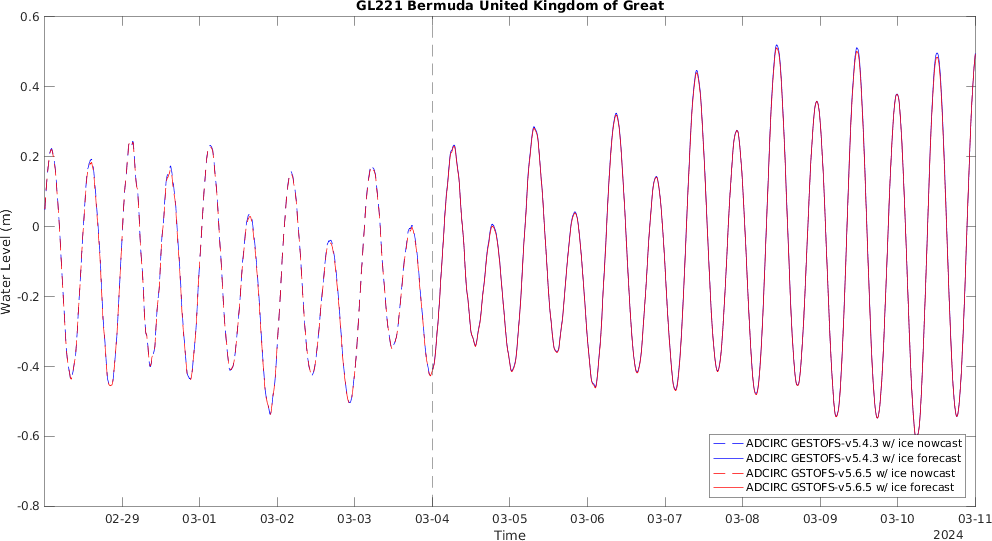 GL221 Bermuda United Kingdom of Great
0.6
0.4
0.2
0
-0.2
-0.4
-0.6
-0.8
Water Level (m)
ADCIRC GESTOFS-v5.4.3 w/ ice nowcast
ADCIRC GESTOFS-v5.4.3 w/ ice forecast
ADCIRC GSTOFS-v5.6.5 w/ ice nowcast
ADCIRC GSTOFS-v5.6.5 w/ ice forecast
02-29 03-01 03-02 03-03 03-04 03-05 03-06 03-07 03-08 03-09 03-10 03-11
Time
2024